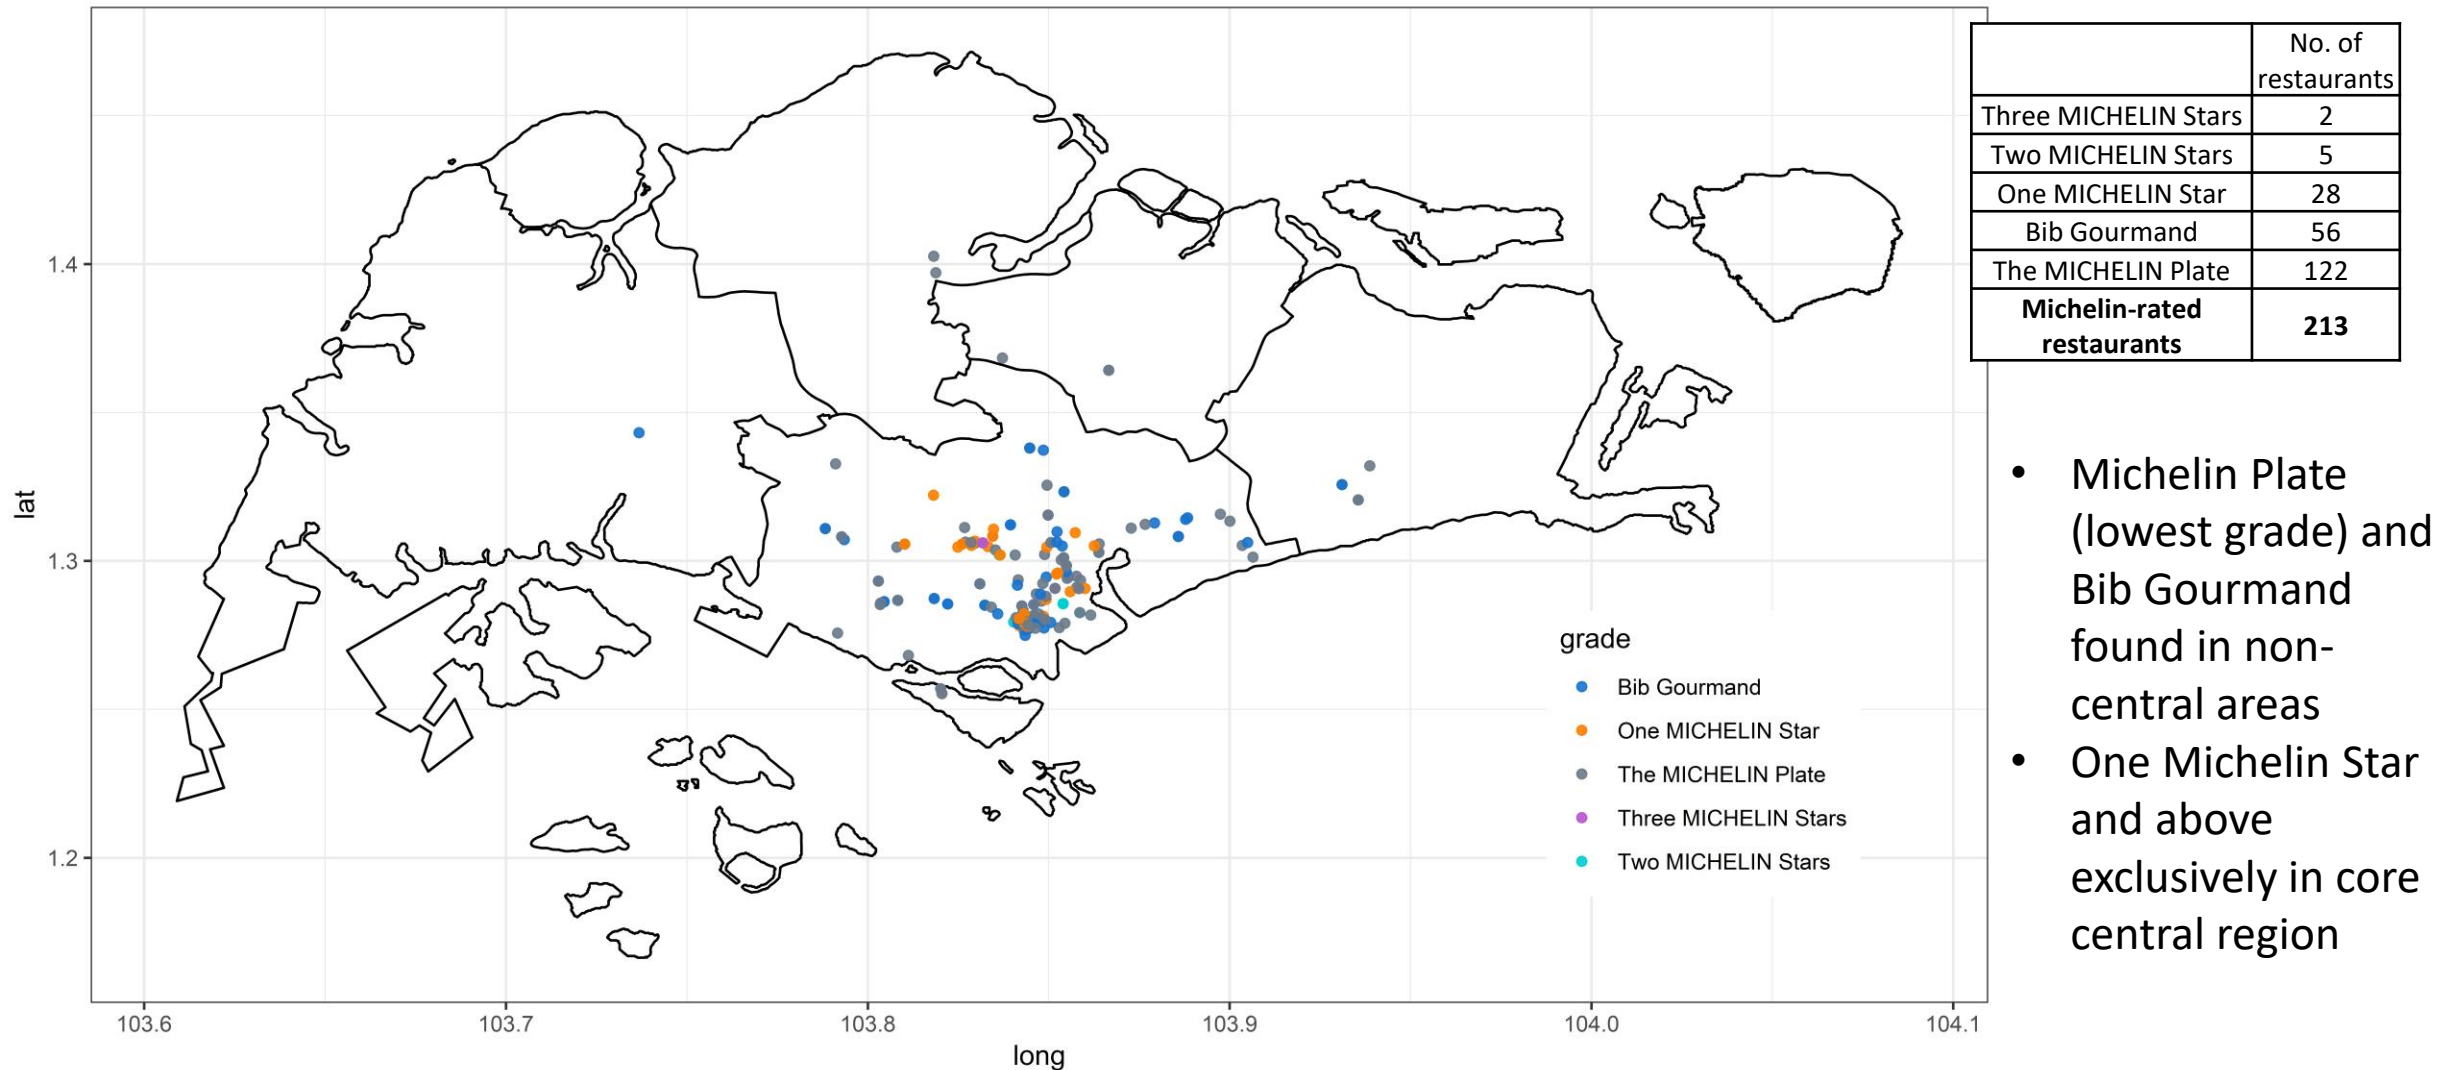 No. of
restaurants
Three MICHELIN Stars 2
Two MICHELIN Stars 5
One MICHELIN Star 28
Bib Gourmand 56
The MICHELIN Plate 122
Michelin-rated
restaurants 213
lat
1.4
1.3
1.2
103.6 103.7 103.8 103.9 104.0 104.1
long
grade
Bib Gourmand
One MICHELIN Star
The MICHELIN Plate
Three MICHELIN Stars
Two MICHELIN Stars
• Michelin Plate
(lowest grade) and
Bib Gourmand
found in non-
central areas
• One Michelin Star
and above
exclusively in core
central region